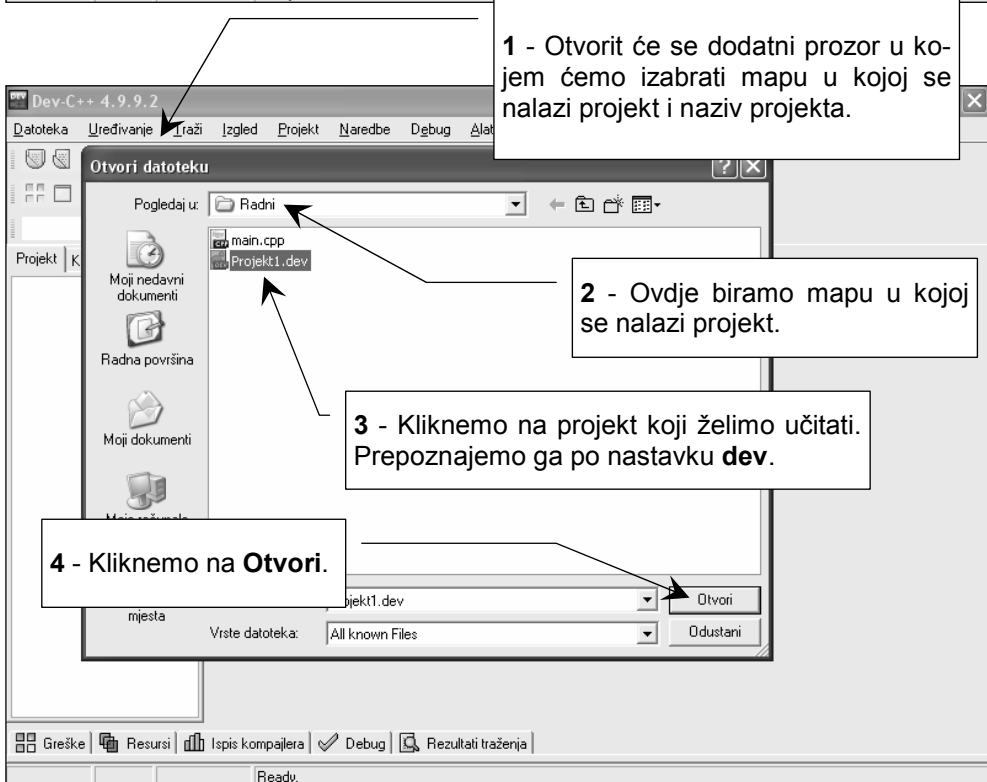 1 - Otvorit će se dodatni prozor u ko-
jem ćemo izabrati mapu u kojoj se
nalazi projekt i naziv projekta.
Dev-C++ 4.9.9.2
Datoteka Uređivanje Traži Izgled Projekt Naredbe Debug Alat
Otvori datoteku
Pogledaj u: Radni
Projekt K
main.cpp
Projekt1.dev
Moji nedavni
dokumenti
2 - Ovdje biramo mapu u kojoj
se nalazi projekt.
Radna površina
3 - Kliknemo na projekt koji želimo učitati.
Prepoznajemo ga po nastavku dev.
Moji dokumenti
4 - Kliknemo na Otvori.
ojekt1.dev
Otvori
mjesta
Vrste datoteka: All known Files
Odustani
Greške Resursi Ispis kompajlera Debug Rezultati traženja
Ready.